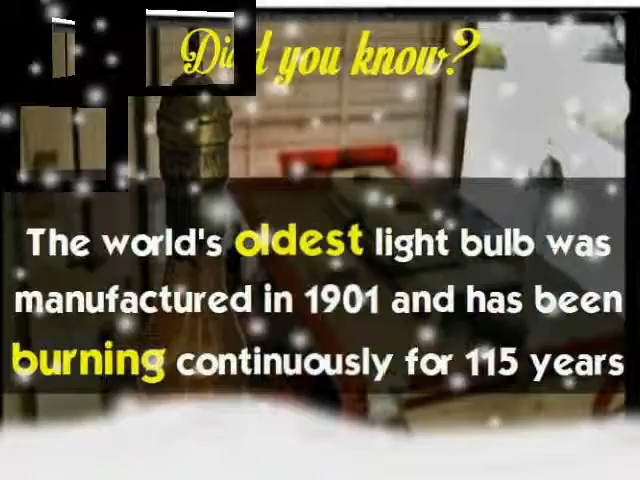 Did you know?
The world's oldest light bulb was
manufactured in 1901 and has been
burning continuously for 115 years